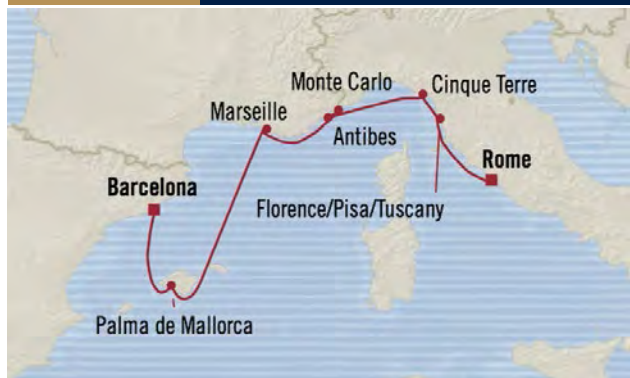 Monte Carlo
Cinque Terre
Marseille
Antibes
Rome
Barcelona
Florence/Pisa/Tuscany
Palma de Mallorca